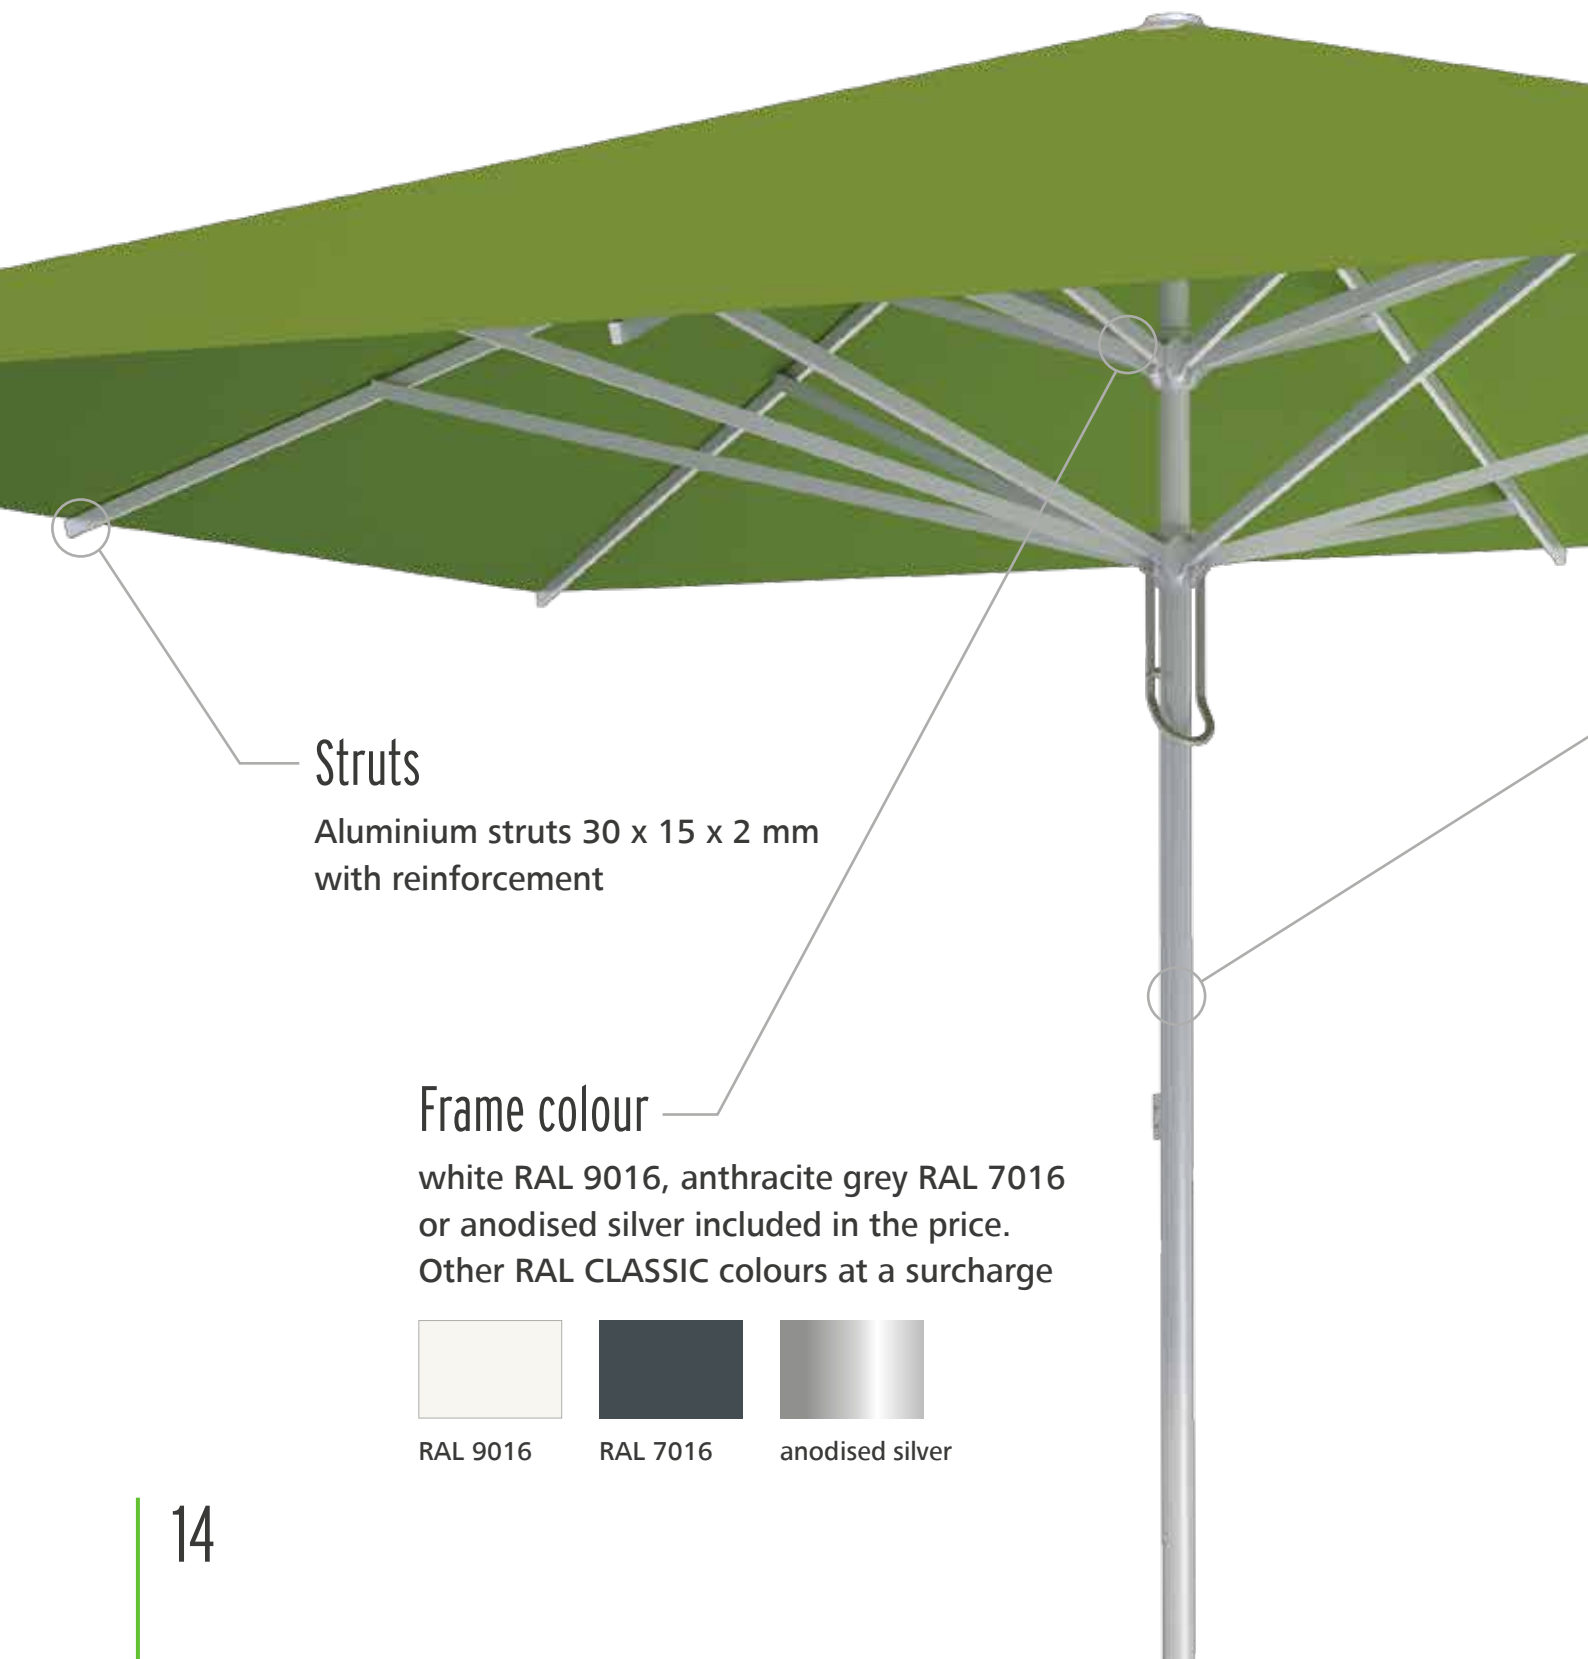 Struts
Aluminium struts 30 x 15 x 2 mm
with reinforcement
Frame colour
white RAL 9016, anthracite grey RAL 7016
or anodised silver included in the price.
Other RAL CLASSIC colours at a surcharge
RAL 9016
RAL 7016
anodised silver
14